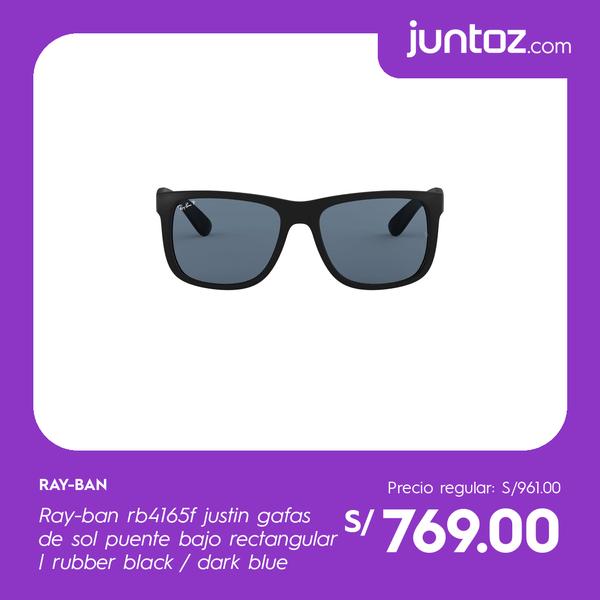 juntoz.com
Ray-Ban
RAY-BAN
Ray-ban rb4165f justin gafas
de sol puente bajo rectangular
| rubber black / dark blue
Precio regular: S/961.00
S/ 769.00